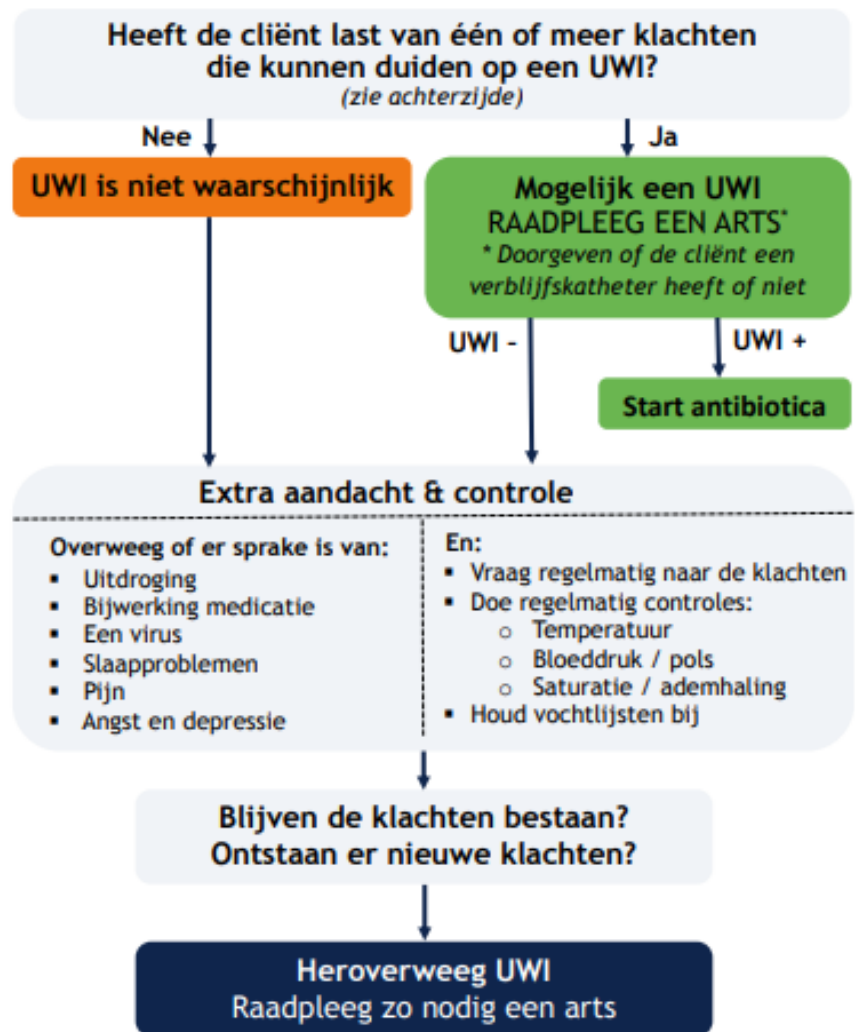 Heeft de cliënt last van één of meer klachten
die kunnen duiden op een UWI?
(zie achterzijde)
Nee
Ja
UWI is niet waarschijnlijk
Mogelijk een UWI
RAADPLEEG EEN ARTS*
* Doorgeven of de cliënt een
verblijfskatheter heeft of niet
UWI -
UWI +
Start antibiotica
Extra aandacht & controle
Overweeg of er sprake is van:
▪ Uitdroging
▪ Bijwerking medicatie
▪ Een virus
▪ Slaapproblemen
▪ Pijn
▪ Angst en depressie
En:
▪ Vraag regelmatig naar de klachten
▪ Doe regelmatig controles:
o Temperatuur
o Bloeddruk / pols
o Saturatie / ademhaling
▪ Houd vochtlijsten bij
Blijven de klachten bestaan?
Ontstaan er nieuwe klachten?
Heroverweeg UWI
Raadpleeg zo nodig een arts